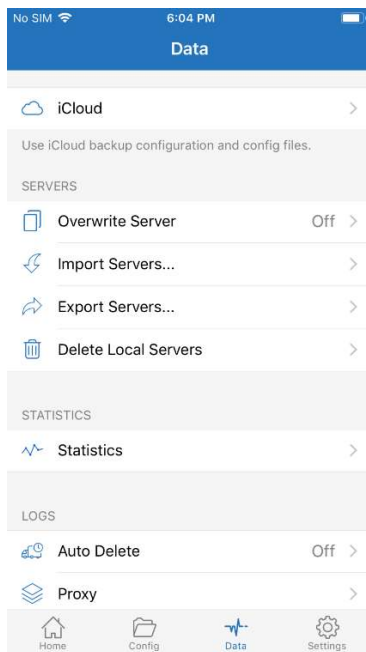 No SIM 6:04 PM
Data
iCloud
Use iCloud backup configuration and config files.
SERVERS
Overwrite Server Off
Import Servers...
Export Servers...
Delete Local Servers
STATISTICS
Statistics
LOGS
Auto Delete Off
Proxy
Home Config Data Settings